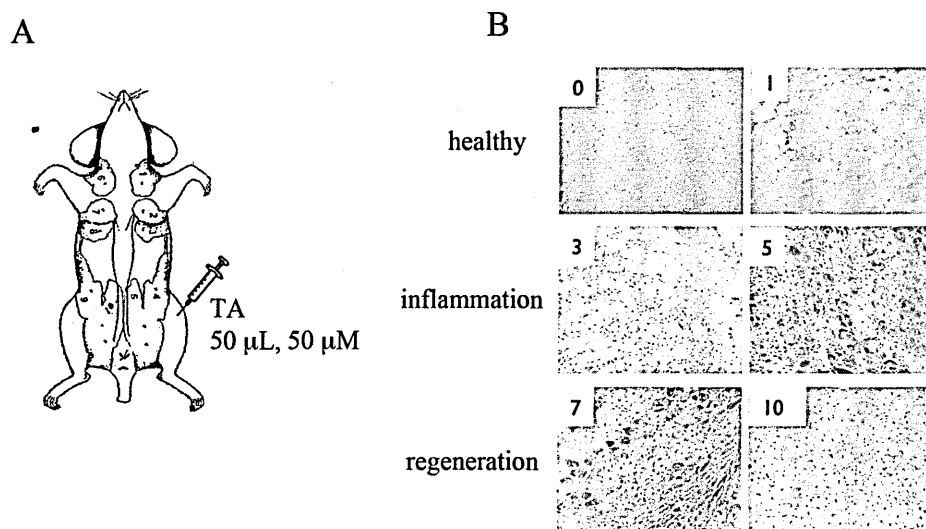 A
B
0
1
healthy
3
5
inflammation
TA
50 μL, 50 μM
7
10
regeneration